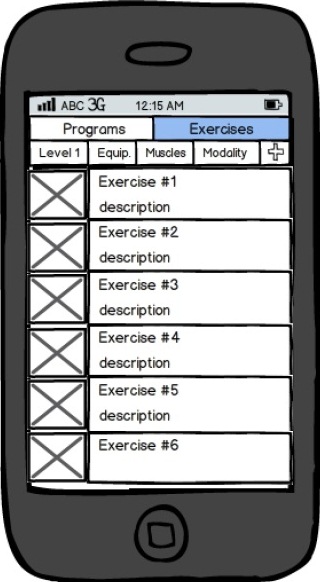 ABC 3G 12:15 AM
Programs Exercises
Level 1 Equip. Muscles Modality
Exercise #1
description
Exercise #2
description
Exercise #3
description
Exercise #4
description
Exercise #5
description
Exercise #6